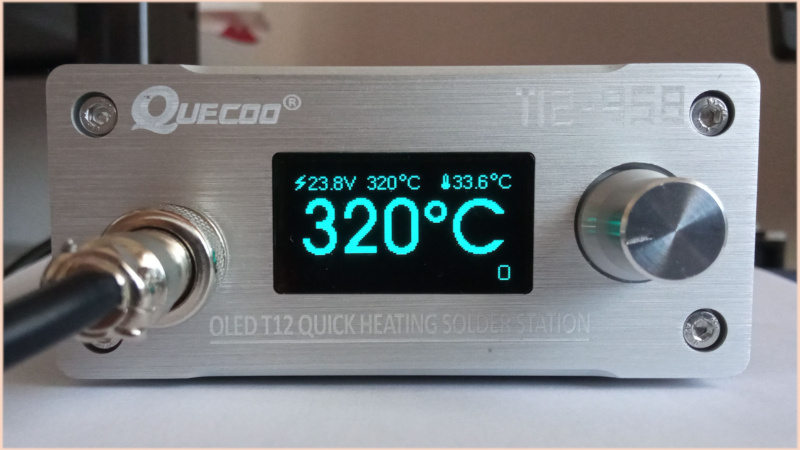 QUECOO®
T12-958
⚡23.8V 320°C 🌡33.6°C
320°C
0
OLED T12 QUICK HEATING SOLDER STATION